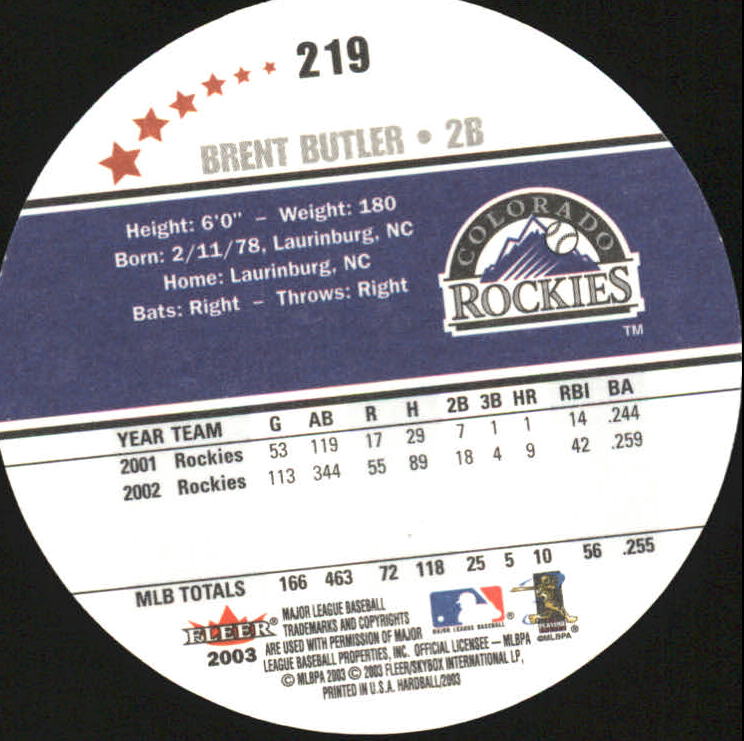 219
BRENT BUTLER • 2B
Height: 6'0" – Weight: 180
Born: 2/11/78, Laurinburg, NC
Home: Laurinburg, NC
Bats: Right – Throws: Right
COLORADO
ROCKIES
TM
YEAR TEAM G AB R H 2B 3B HR RBI BA
2001 Rockies 53 119 17 29 7 1 1 14 .244
2002 Rockies 113 344 55 89 18 4 9 42 .259
MLB TOTALS 166 463 72 118 25 5 10 56 .255
FLEER®
2003
MAJOR LEAGUE BASEBALL
TRADEMARKS AND COPYRIGHTS
ARE USED WITH PERMISSION OF MAJOR
LEAGUE BASEBALL PROPERTIES, INC. OFFICIAL LICENSEE — MLBPA
© MLBPA 2003 © 2003 FLEER/SKYBOX INTERNATIONAL LP,
PRINTED IN U.S.A. HARDBALL/2003
MAJOR LEAGUE BASEBALL ®
PLAYERS
©MLBPA